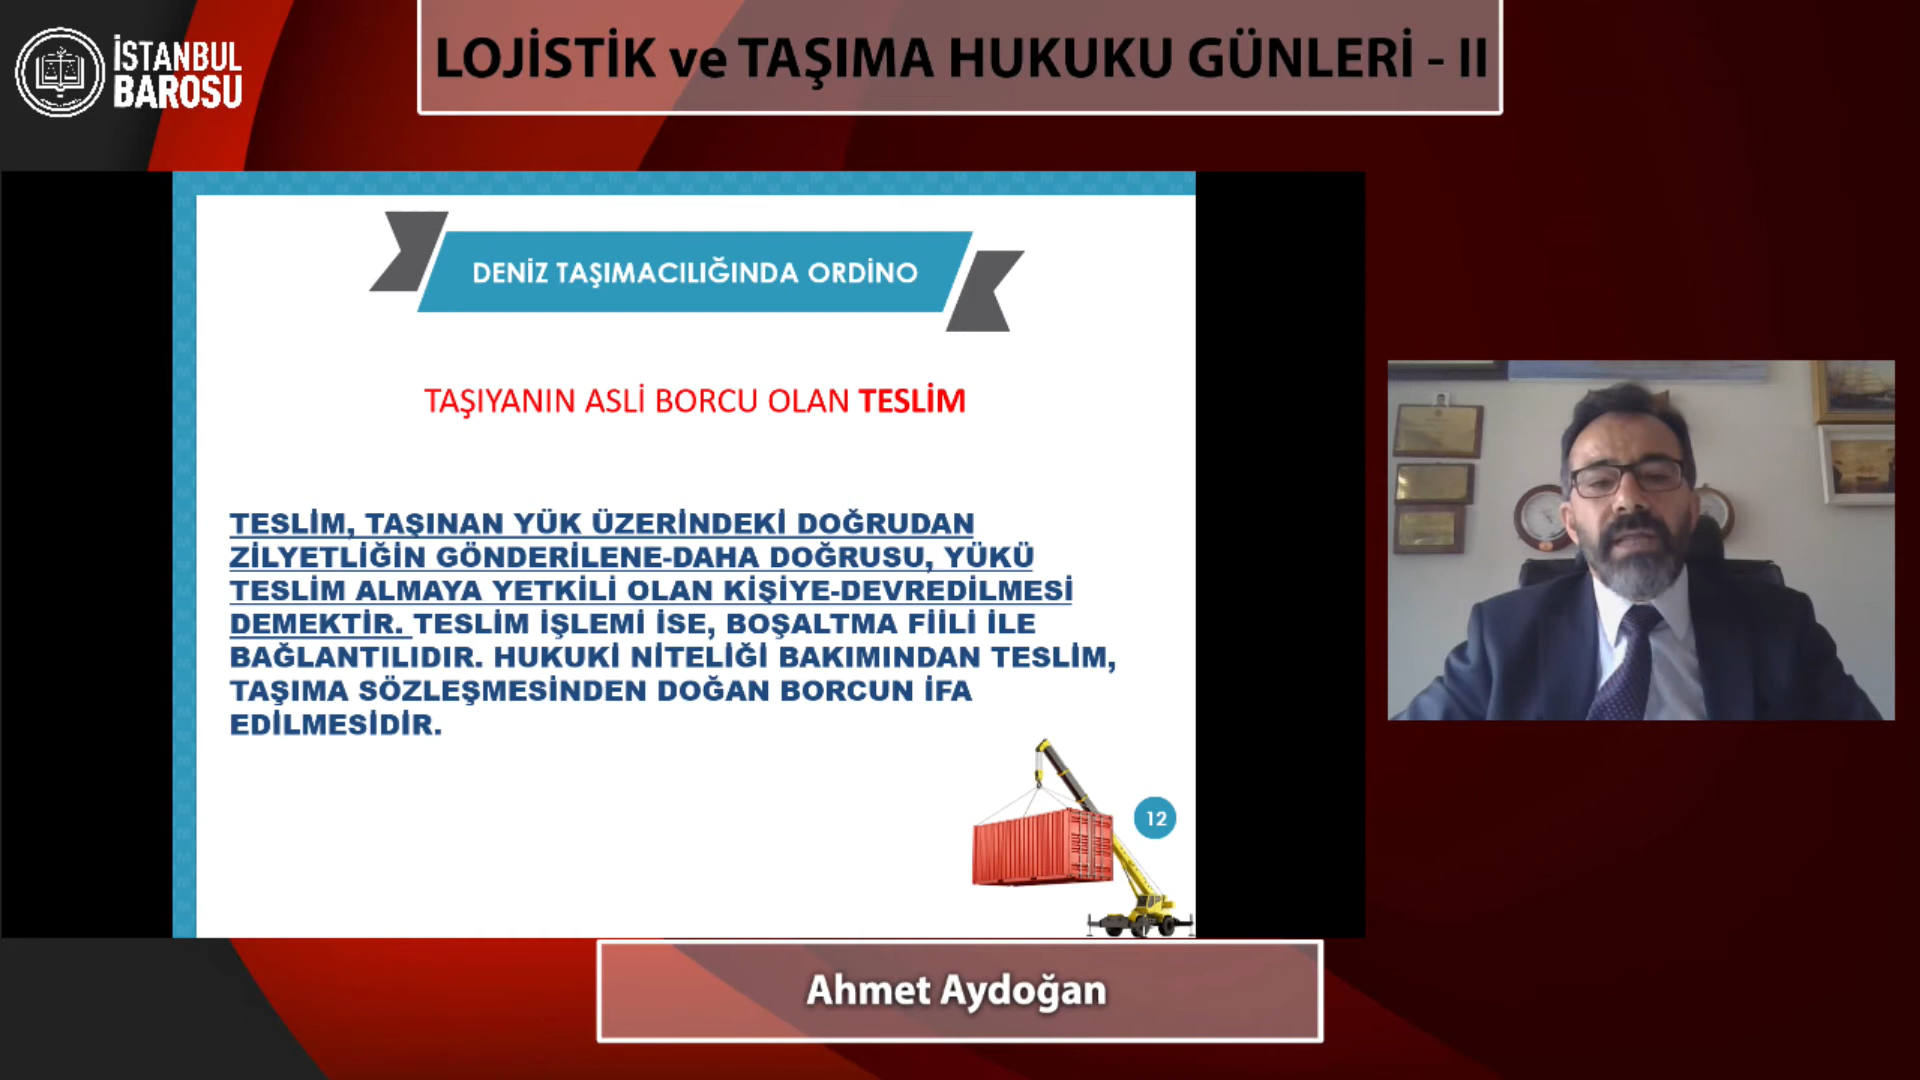 İSTANBUL
BAROSU
LOJİSTİK ve TAŞIMA HUKUKU GÜNLERİ - II
DENİZ TAŞIMACILIĞINDA ORDİNO
TAŞIYANIN ASLİ BORCU OLAN TESLİM
TESLİM, TAŞINAN YÜK ÜZERİNDEKİ DOĞRUDAN
ZİLYETLİĞİN GÖNDERİLENE-DAHA DOĞRUSU, YÜKÜ
TESLİM ALMAYA YETKİLİ OLAN KİŞİYE-DEVREDİLMESİ
DEMEKTİR. TESLİM İŞLEMİ İSE, BOŞALTMA FİİLİ İLE
BAĞLANTILIDIR. HUKUKİ NİTELİĞİ BAKIMINDAN TESLİM,
TAŞIMA SÖZLEŞMESİNDEN DOĞAN BORCUN İFA
EDİLMESİDİR.
12
Ahmet Aydoğan